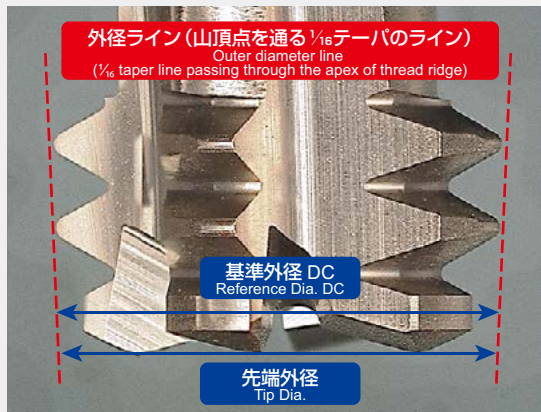 外径ライン（山頂点を通る1/16テーパのライン）
Outer diameter line
(1/16 taper line passing through the apex of thread ridge)
基準外径 DC
Reference Dia. DC
先端外径
Tip Dia.